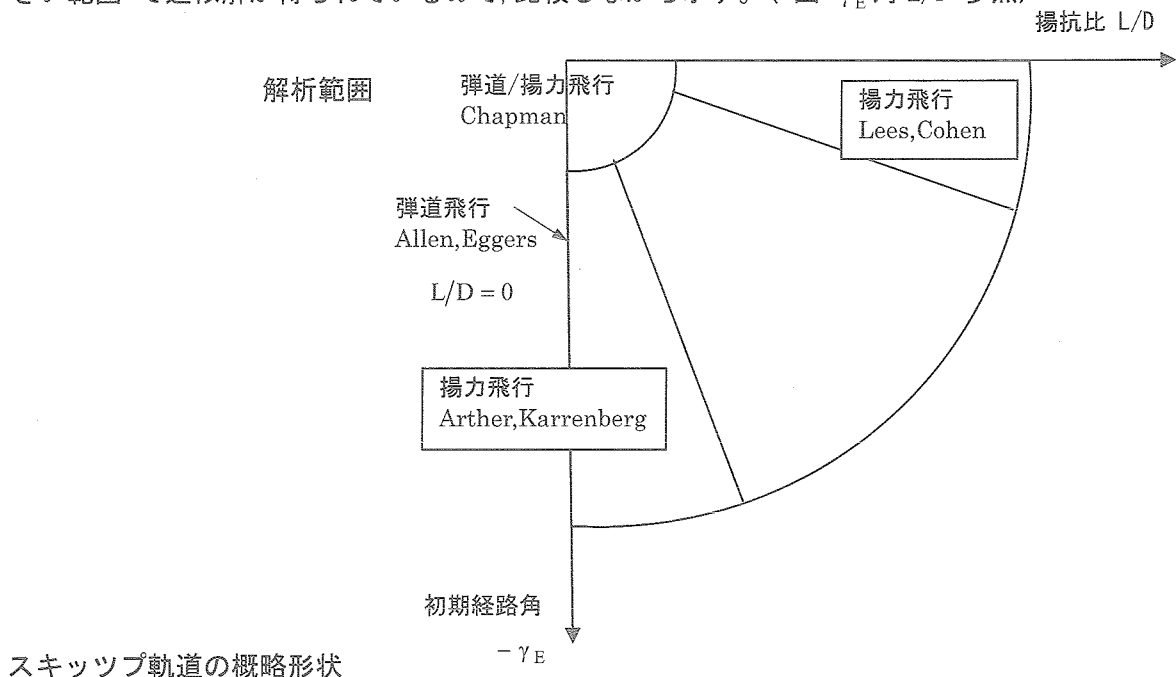 揚抗比 L/D
解析範囲
弾道/揚力飛行
Chapman
揚力飛行
Lees,Cohen
弾道飛行
Allen,Eggers
L/D = 0
揚力飛行
Arther,Karrenberg
初期経路角
− γE
スキッツプ軌道の概略形状